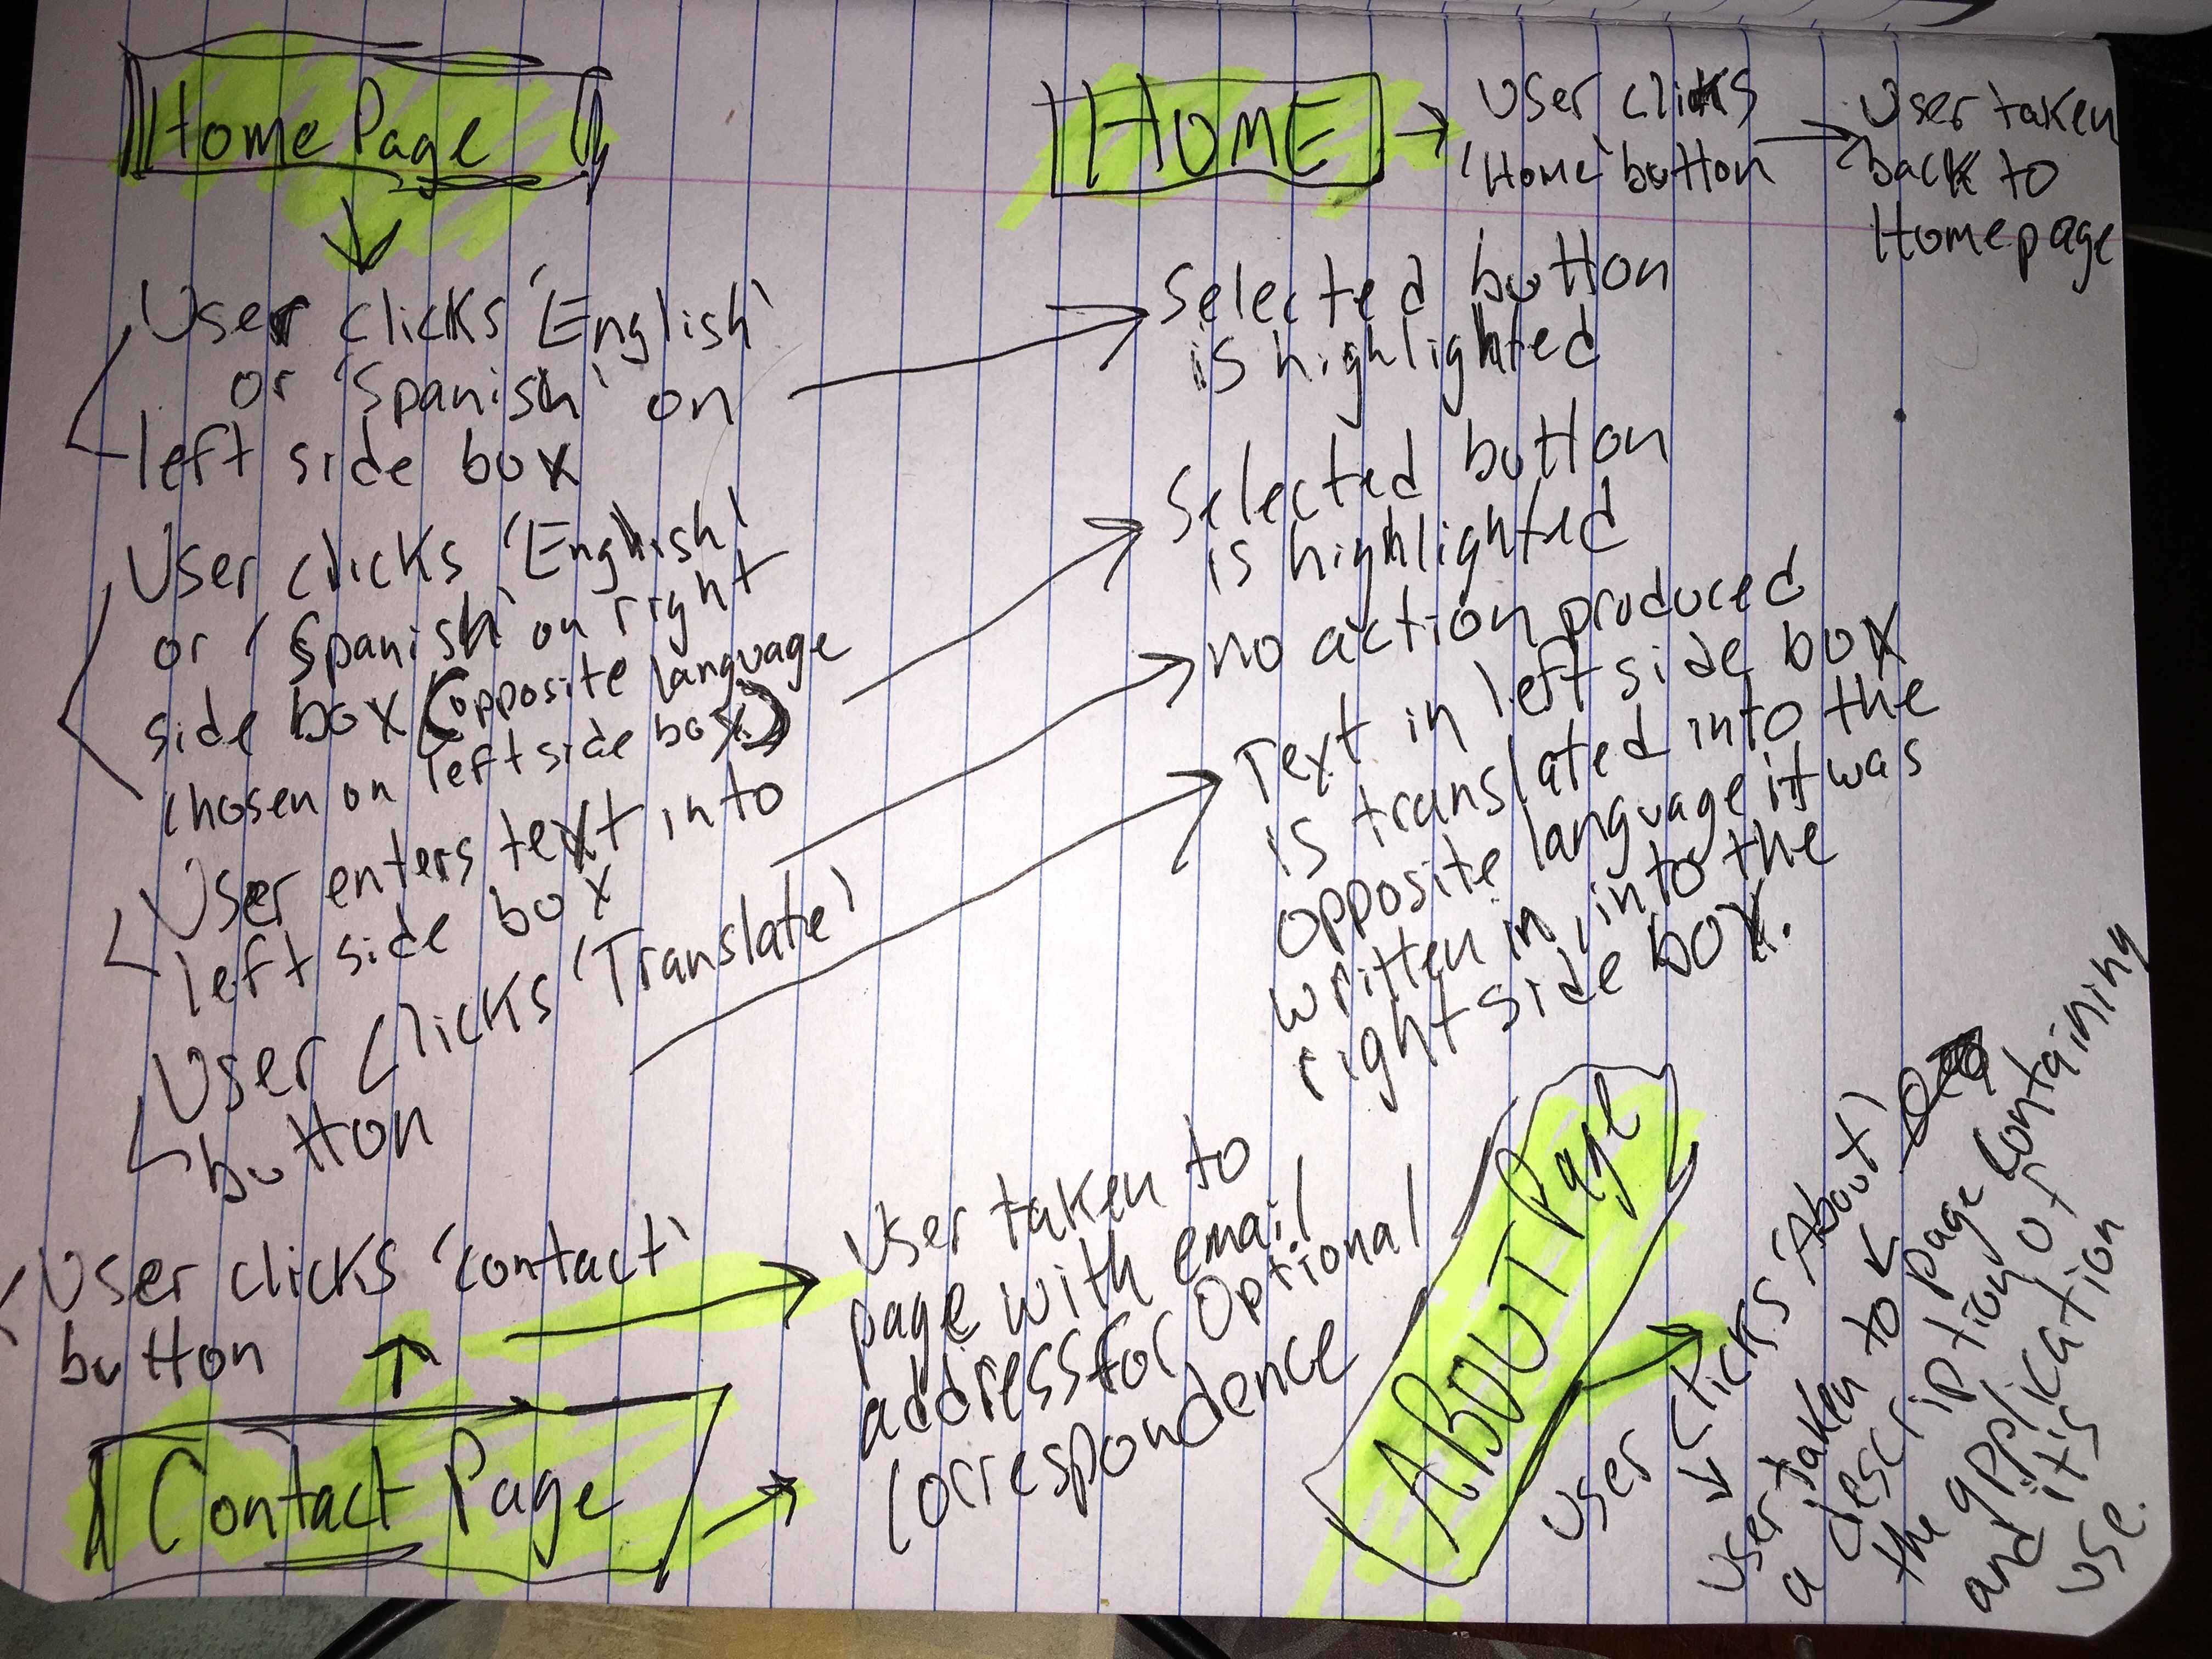 Home Page
User clicks 'English'
or 'Spanish' on
left side box
User clicks 'English'
or 'Spanish' on right
side box (opposite language
chosen on left side box)
User enters text into
left side box
User clicks 'Translate'
button
HOME
User clicks
'Home' button
User taken
back to
Homepage
Selected button
is highlighted
Selected button
is highlighted
no action produced
Text in left side box
is translated into the
opposite language it was
written in, into the
right side box.
User clicks 'contact'
button
Contact Page
User taken to
page with email
address for Optional
correspondence
ABOUT Page
User clicks 'About'
User taken to
a page containing
description of
the application
and it's
use.